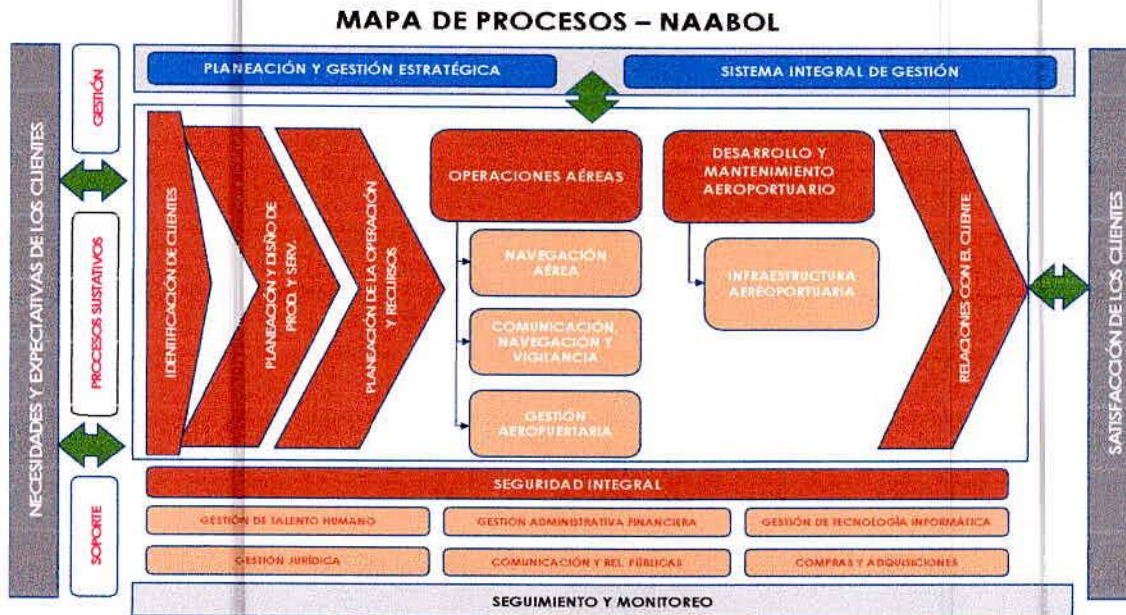 MAPA DE PROCESOS – NAABOL
NECESIDADES Y EXPECTATIVAS DE LOS CLIENTES
GESTIÓN
PROCESOS SUSTATIVOS
SOPORTE
PLANEACIÓN Y GESTIÓN ESTRATÉGICA
SISTEMA INTEGRAL DE GESTIÓN
IDENTIFICACIÓN DE CLIENTES
PLANEACIÓN Y DISÑO DE
PROD. Y SERV.
PLANEACIÓN DE LA OPERACIÓN
Y RECURSOS
OPERACIONES AÉREAS
NAVEGACIÓN
AÉREA
COMUNICACIÓN,
NAVEGACIÓN Y
VIGILANCIA
GESTIÓN
AEROPUERTARIA
DESARROLLO Y
MANTENIMIENTO
AEROPORTUARIO
INFRAESTRUCTURA
AEREOPORTUARIA
RELACIONES CON EL CLIENTE
SATISFACCIÓN DE LOS CLIENTES
SEGURIDAD INTEGRAL
GESTIÓN DE TALENTO HUMANO
GESTIÓN ADMINISTRATIVA FINANCIERA
GESTIÓN DE TECNOLOGÍA INFORMÁTICA
GESTIÓN JURÍDICA
COMUNICACIÓN Y REL. PÚBLICAS
COMPRAS Y ADQUISICIONES
SEGUIMIENTO Y MONITOREO